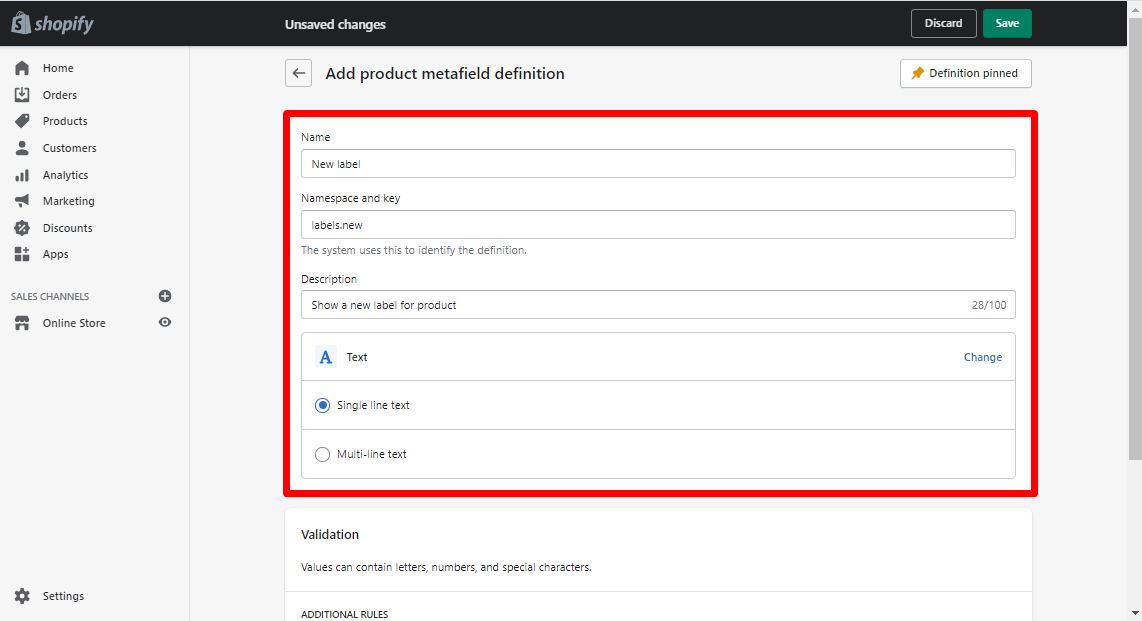 shopify
Unsaved changes
Discard
Save
Home
Orders
Products
Customers
Analytics
Marketing
Discounts
Apps
SALES CHANNELS
Online Store
Settings
Add product metafield definition
Definition pinned
Name
New label
Namespace and key
labels.new
The system uses this to identify the definition.
Description
Show a new label for product 28/100
A Text Change
Single line text
Multi-line text
Validation
Values can contain letters, numbers, and special characters.
ADDITIONAL RULES